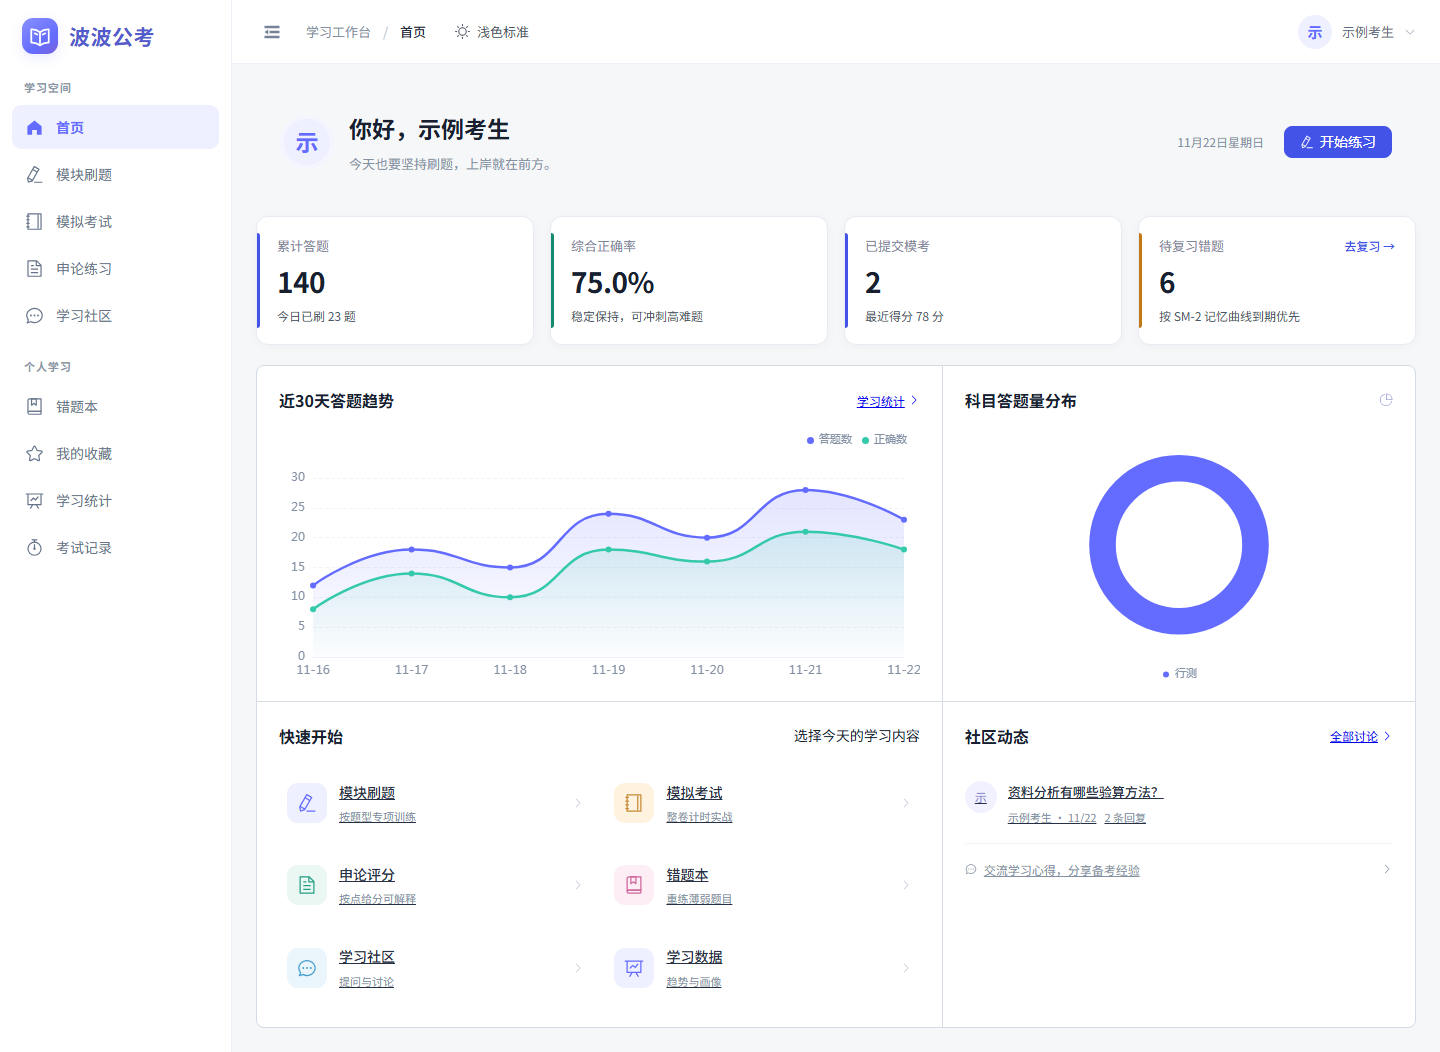 波波公考
学习空间
首页
模块刷题
模拟考试
申论练习
学习社区
个人学习
错题本
我的收藏
学习统计
考试记录
学习工作台 / 首页 浅色标准
示 示例考生
示
你好，示例考生
今天也要坚持刷题，上岸就在前方。
11月22日星期日
开始练习
累计答题
140
今日已刷 23 题
综合正确率
75.0%
稳定保持，可冲刺高难题
已提交模考
2
最近得分 78 分
待复习错题 去复习 →
6
按 SM-2 记忆曲线到期优先
近30天答题趋势 学习统计
答题数 正确数
30
25
20
15
10
5
0
11-16 11-17 11-18 11-19 11-20 11-21 11-22
科目答题量分布
行测
快速开始 选择今天的学习内容
模块刷题
按题型专项训练
模拟考试
整卷计时实战
申论评分
按点给分可解释
错题本
重练薄弱题目
学习社区
提问与讨论
学习数据
趋势与画像
社区动态 全部讨论
示
资料分析有哪些验算方法？
示例考生 · 11/22 2 条回复
交流学习心得，分享备考经验